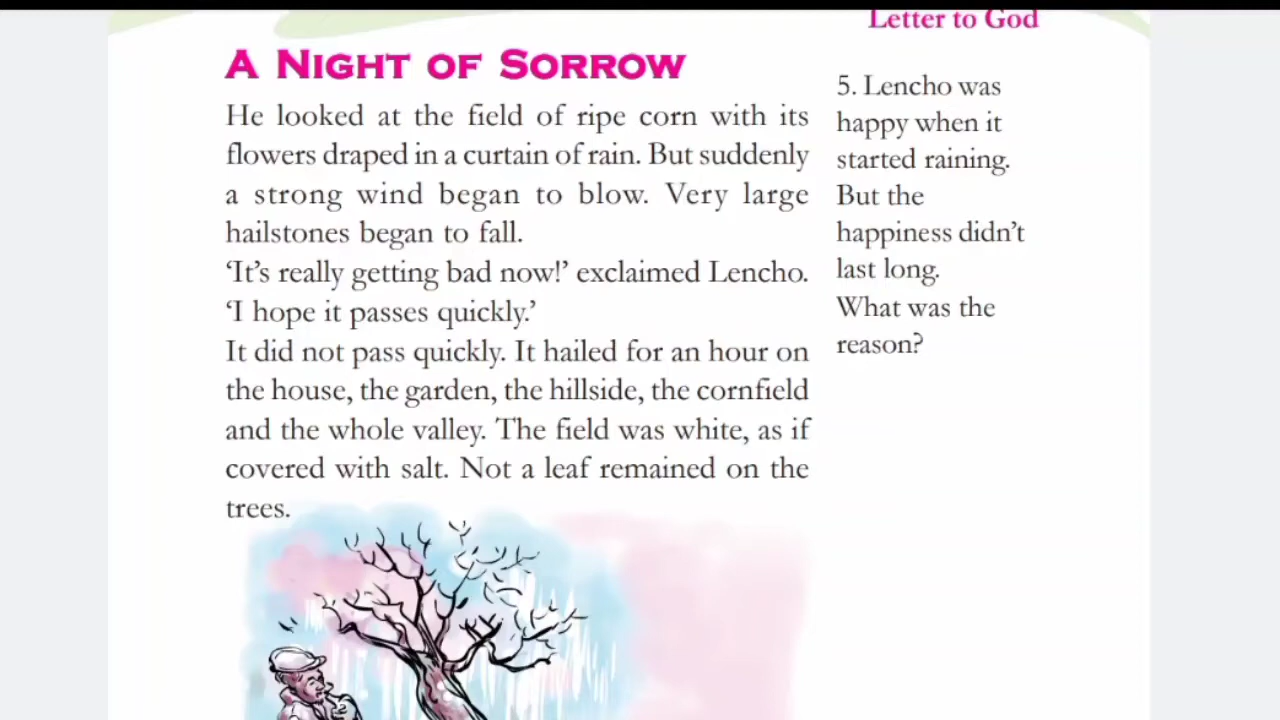 Letter to God
A NIGHT OF SORROW
He looked at the field of ripe corn with its
flowers draped in a curtain of rain. But suddenly
a strong wind began to blow. Very large
hailstones began to fall.
‘It’s really getting bad now!’ exclaimed Lencho.
‘I hope it passes quickly.’
It did not pass quickly. It hailed for an hour on
the house, the garden, the hillside, the cornfield
and the whole valley. The field was white, as if
covered with salt. Not a leaf remained on the
trees.
5. Lencho was
happy when it
started raining.
But the
happiness didn’t
last long.
What was the
reason?